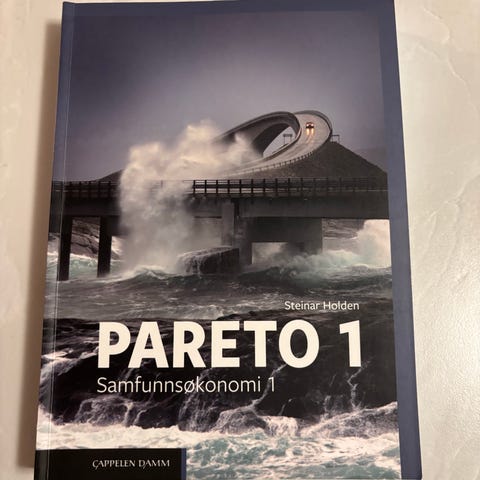 Steinar Holden
PARETO 1
Samfunnsøkonomi 1
CAPPELEN DAMM